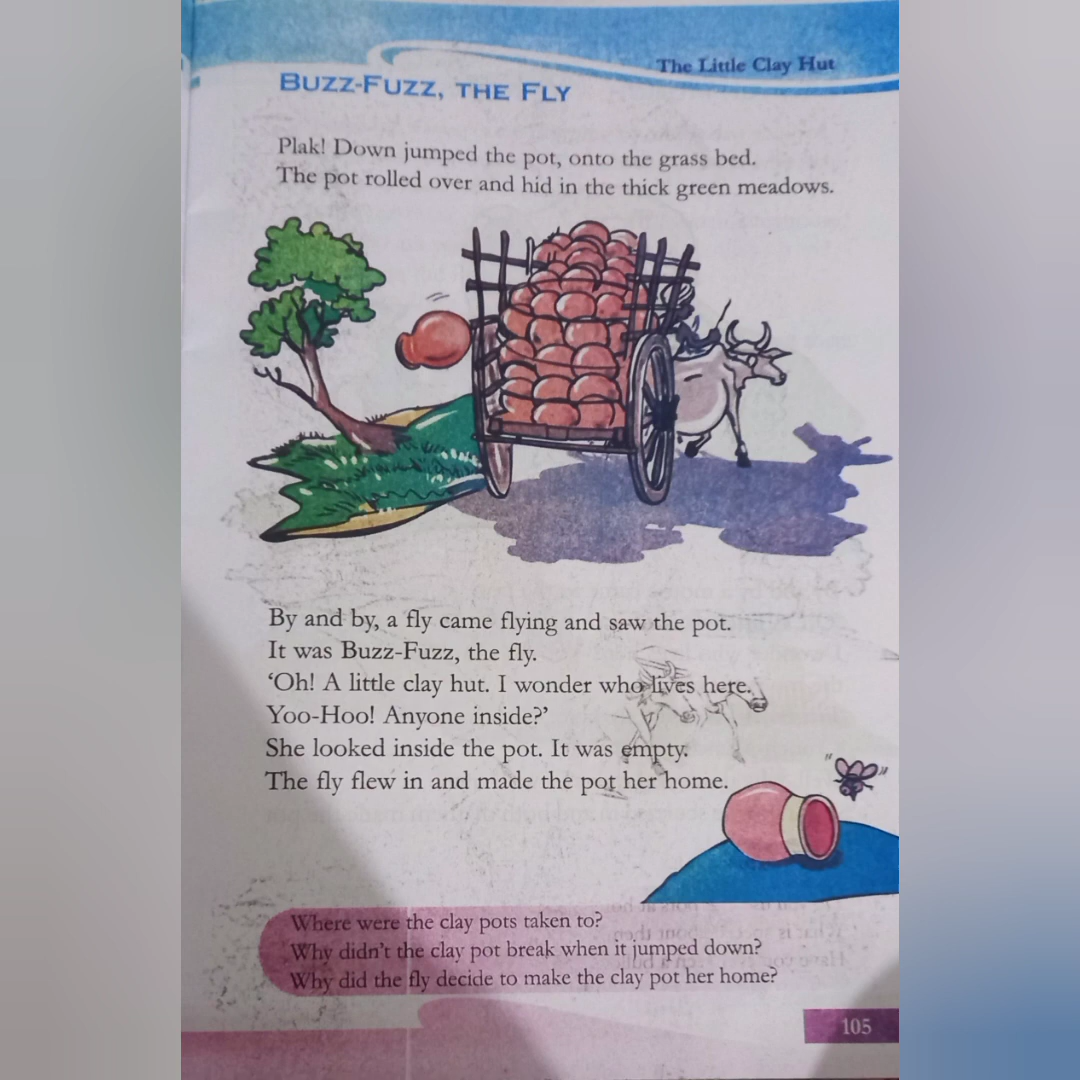 The Little Clay Hut
BUZZ-FUZZ, THE FLY
Plak! Down jumped the pot, onto the grass bed.
The pot rolled over and hid in the thick green meadows.
By and by, a fly came flying and saw the pot.
It was Buzz-Fuzz, the fly.
‘Oh! A little clay hut. I wonder who lives here.
Yoo-Hoo! Anyone inside?’
She looked inside the pot. It was empty.
The fly flew in and made the pot her home.
Where were the clay pots taken to?
Why didn’t the clay pot break when it jumped down?
Why did the fly decide to make the clay pot her home?
105